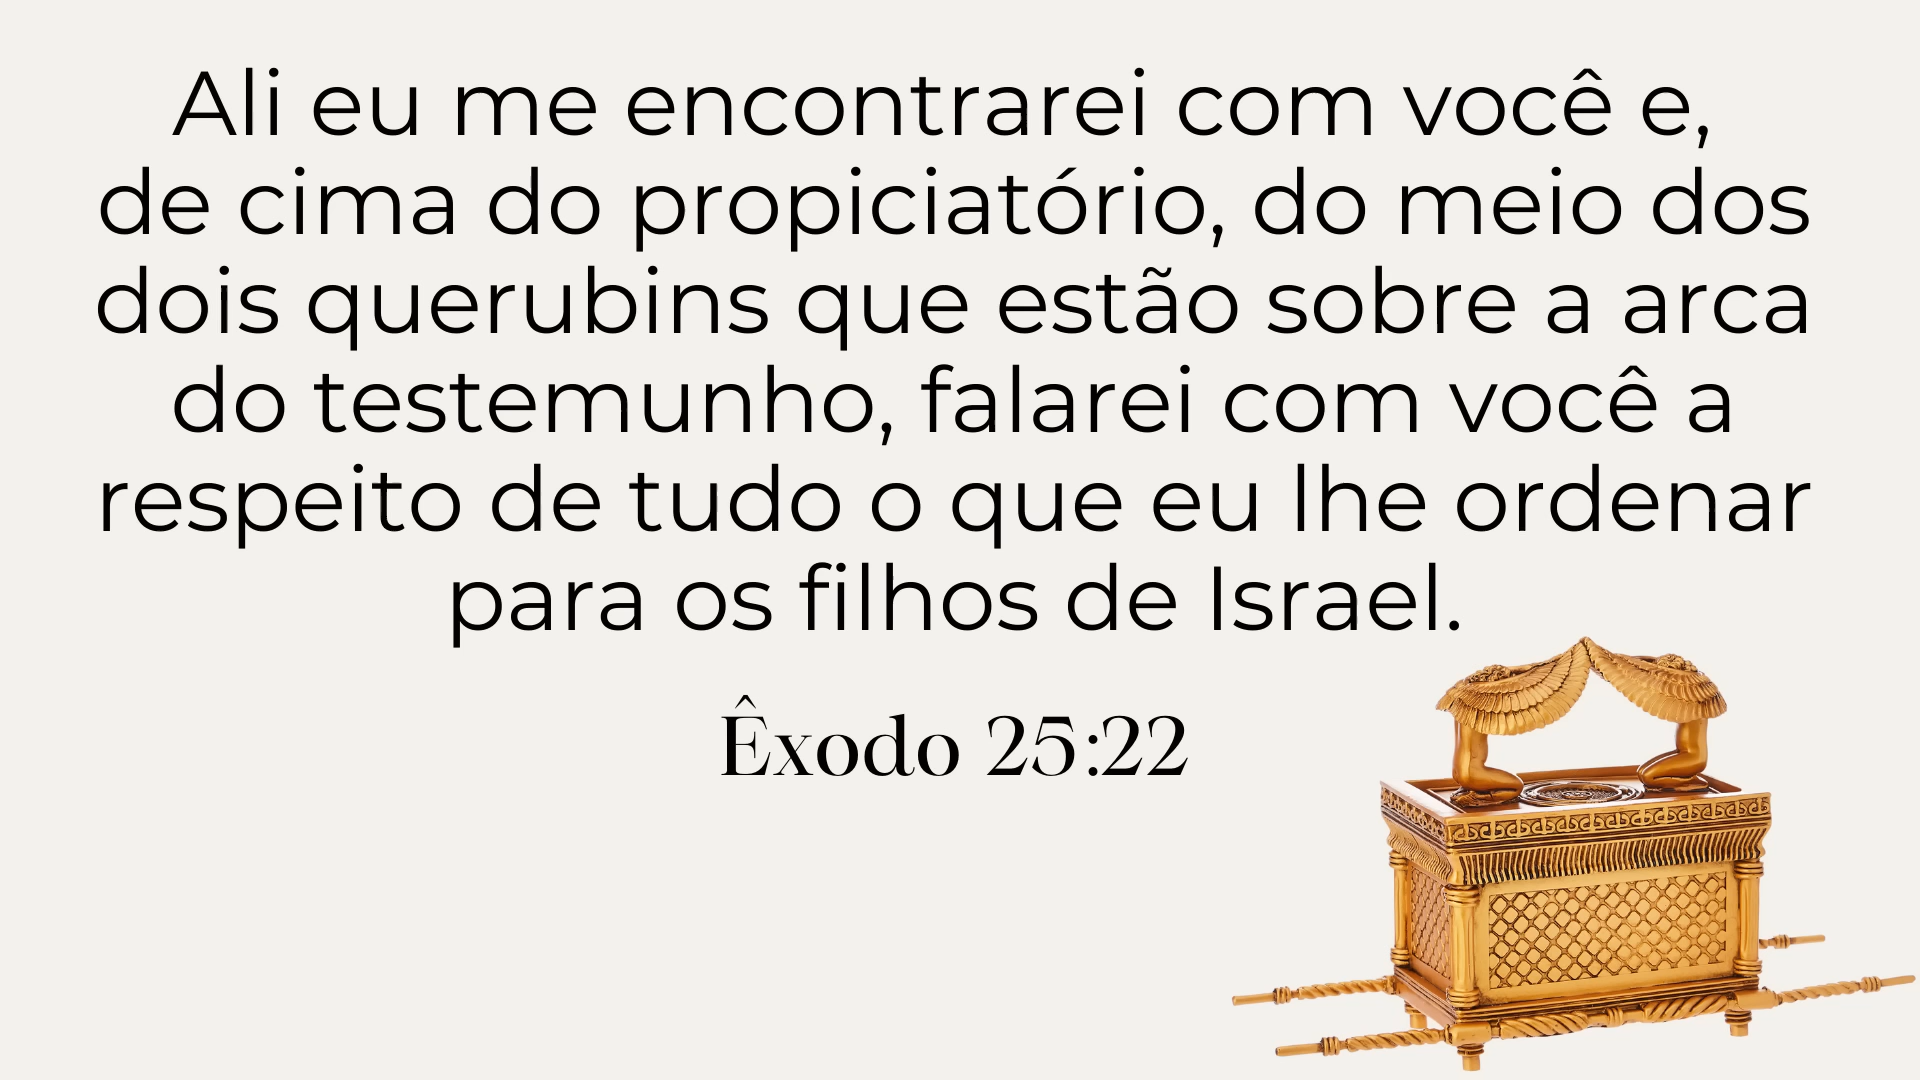 Ali eu me encontrarei com você e,
de cima do propiciatório, do meio dos
dois querubins que estão sobre a arca
do testemunho, falarei com você a
respeito de tudo o que eu lhe ordenar
para os filhos de Israel.
Êxodo 25:22